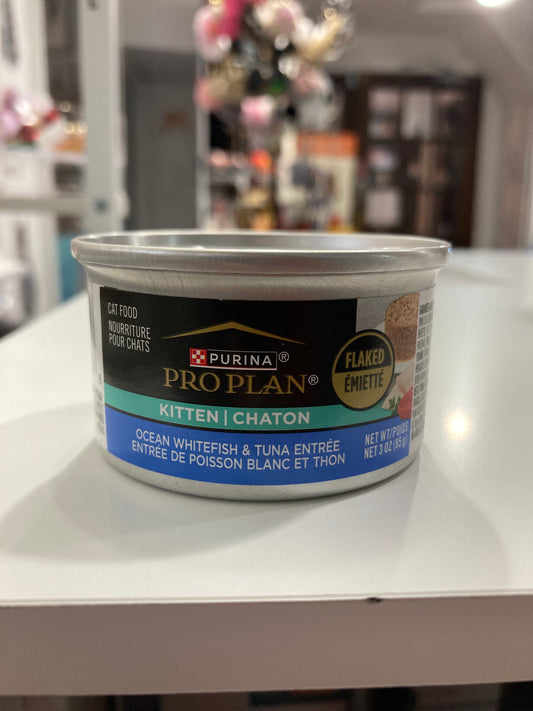 CAT FOOD
NOURRITURE
POUR CHATS
PURINA®
PRO PLAN®
FLAKED
ÉMIETTÉ
KITTEN | CHATON
OCEAN WHITEFISH & TUNA ENTRÉE
ENTRÉE DE POISSON BLANC ET THON
NET WT/POIDS
NET 3 OZ (85 g)